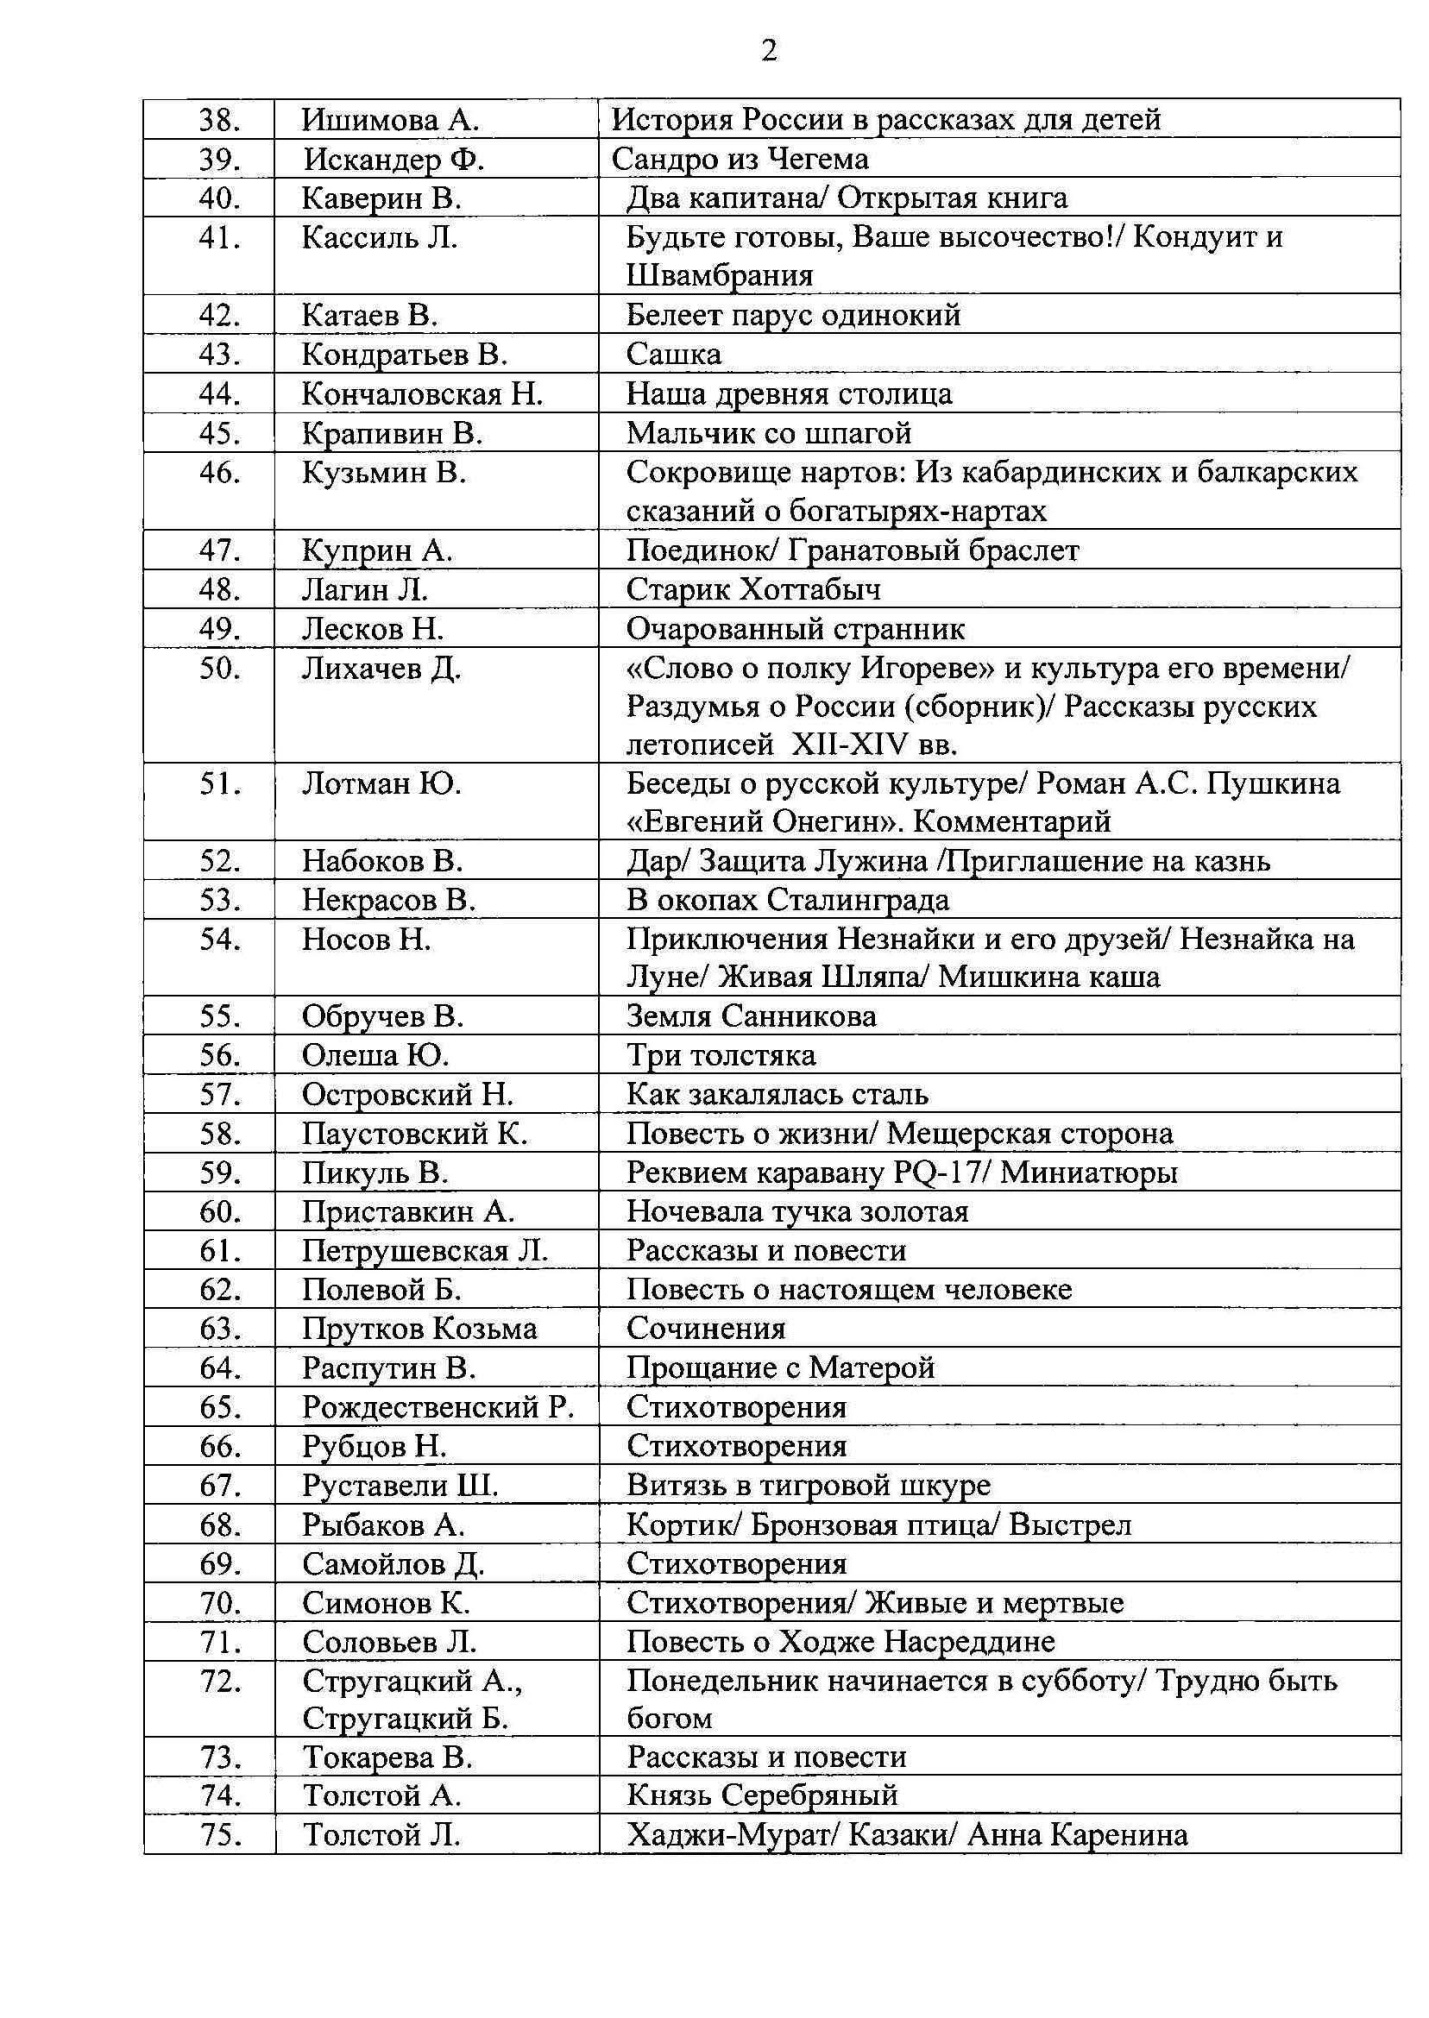 2
38. Ишимова А. История России в рассказах для детей
39. Искандер Ф. Сандро из Чегема
40. Каверин В. Два капитана/ Открытая книга
41. Кассиль Л. Будьте готовы, Ваше высочество!/ Кондуит и
Швамбрания
42. Катаев В. Белеет парус одинокий
43. Кондратьев В. Сашка
44. Кончаловская Н. Наша древняя столица
45. Крапивин В. Мальчик со шпагой
46. Кузьмин В. Сокровище нартов: Из кабардинских и балкарских
сказаний о богатырях-нартах
47. Куприн А. Поединок/ Гранатовый браслет
48. Лагин Л. Старик Хоттабыч
49. Лесков Н. Очарованный странник
50. Лихачев Д. «Слово о полку Игореве» и культура его времени/
Раздумья о России (сборник)/ Рассказы русских
летописей XII-XIV вв.
51. Лотман Ю. Беседы о русской культуре/ Роман А.С. Пушкина
«Евгений Онегин». Комментарий
52. Набоков В. Дар/ Защита Лужина /Приглашение на казнь
53. Некрасов В. В окопах Сталинграда
54. Носов Н. Приключения Незнайки и его друзей/ Незнайка на
Луне/ Живая Шляпа/ Мишкина каша
55. Обручев В. Земля Санникова
56. Олеша Ю. Три толстяка
57. Островский Н. Как закалялась сталь
58. Паустовский К. Повесть о жизни/ Мещерская сторона
59. Пикуль В. Реквием каравану PQ-17/ Миниатюры
60. Приставкин А. Ночевала тучка золотая
61. Петрушевская Л. Рассказы и повести
62. Полевой Б. Повесть о настоящем человеке
63. Прутков Козьма Сочинения
64. Распутин В. Прощание с Матерой
65. Рождественский Р. Стихотворения
66. Рубцов Н. Стихотворения
67. Руставели Ш. Витязь в тигровой шкуре
68. Рыбаков А. Кортик/ Бронзовая птица/ Выстрел
69. Самойлов Д. Стихотворения
70. Симонов К. Стихотворения/ Живые и мертвые
71. Соловьев Л. Повесть о Ходже Насреддине
72. Стругацкий А., Понедельник начинается в субботу/ Трудно быть
Стругацкий Б. богом
73. Токарева В. Рассказы и повести
74. Толстой А. Князь Серебряный
75. Толстой Л. Хаджи-Мурат/ Казаки/ Анна Каренина